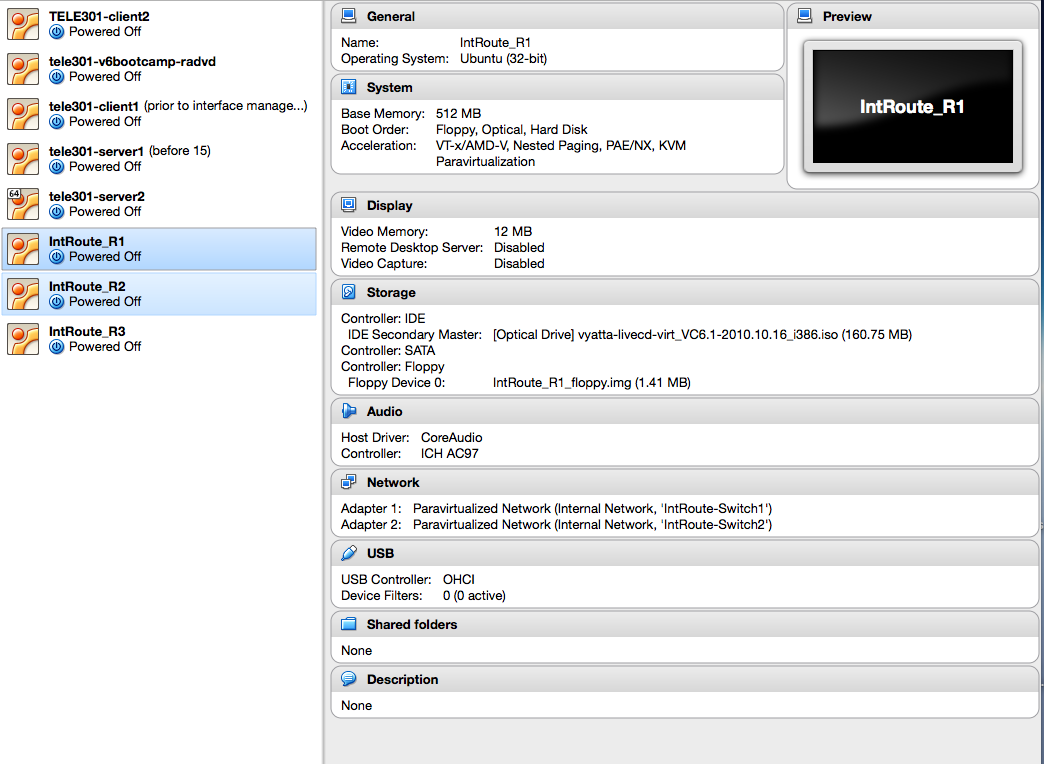 TELE301-client2
Powered Off
tele301-v6bootcamp-radvd
Powered Off
tele301-client1 (prior to interface manage...)
Powered Off
tele301-server1 (before 15)
Powered Off
64
tele301-server2
Powered Off
IntRoute_R1
Powered Off
IntRoute_R2
Powered Off
IntRoute_R3
Powered Off
General
Name: IntRoute_R1
Operating System: Ubuntu (32-bit)
System
Base Memory: 512 MB
Boot Order: Floppy, Optical, Hard Disk
Acceleration: VT-x/AMD-V, Nested Paging, PAE/NX, KVM
Paravirtualization
Preview
IntRoute_R1
Display
Video Memory: 12 MB
Remote Desktop Server: Disabled
Video Capture: Disabled
Storage
Controller: IDE
IDE Secondary Master: [Optical Drive] vyatta-livecd-virt_VC6.1-2010.10.16_i386.iso (160.75 MB)
Controller: SATA
Controller: Floppy
Floppy Device 0: IntRoute_R1_floppy.img (1.41 MB)
Audio
Host Driver: CoreAudio
Controller: ICH AC97
Network
Adapter 1: Paravirtualized Network (Internal Network, 'IntRoute-Switch1')
Adapter 2: Paravirtualized Network (Internal Network, 'IntRoute-Switch2')
USB
USB Controller: OHCI
Device Filters: 0 (0 active)
Shared folders
None
Description
None